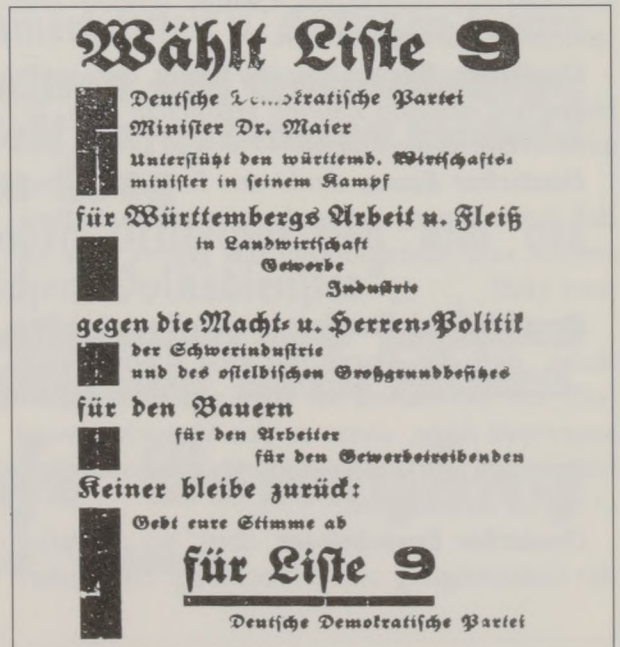 Wählt Liste 9
Deutsche Demokratische Partei
Minister Dr. Maier
Unterstützt den württemb. Wirtschafts-
minister in seinem Kampf
für Württembergs Arbeit u. Fleiß
in Landwirtschaft
Gewerbe
Industrie
gegen die Macht- u. Herren-Politik
der Schwerindustrie
und des ostelbischen Großgrundbesitzes
für den Bauern
für den Arbeiter
für den Gewerbetreibenden
Keiner bleibe zurück:
Gebt eure Stimme ab
für Liste 9
Deutsche Demokratische Partei